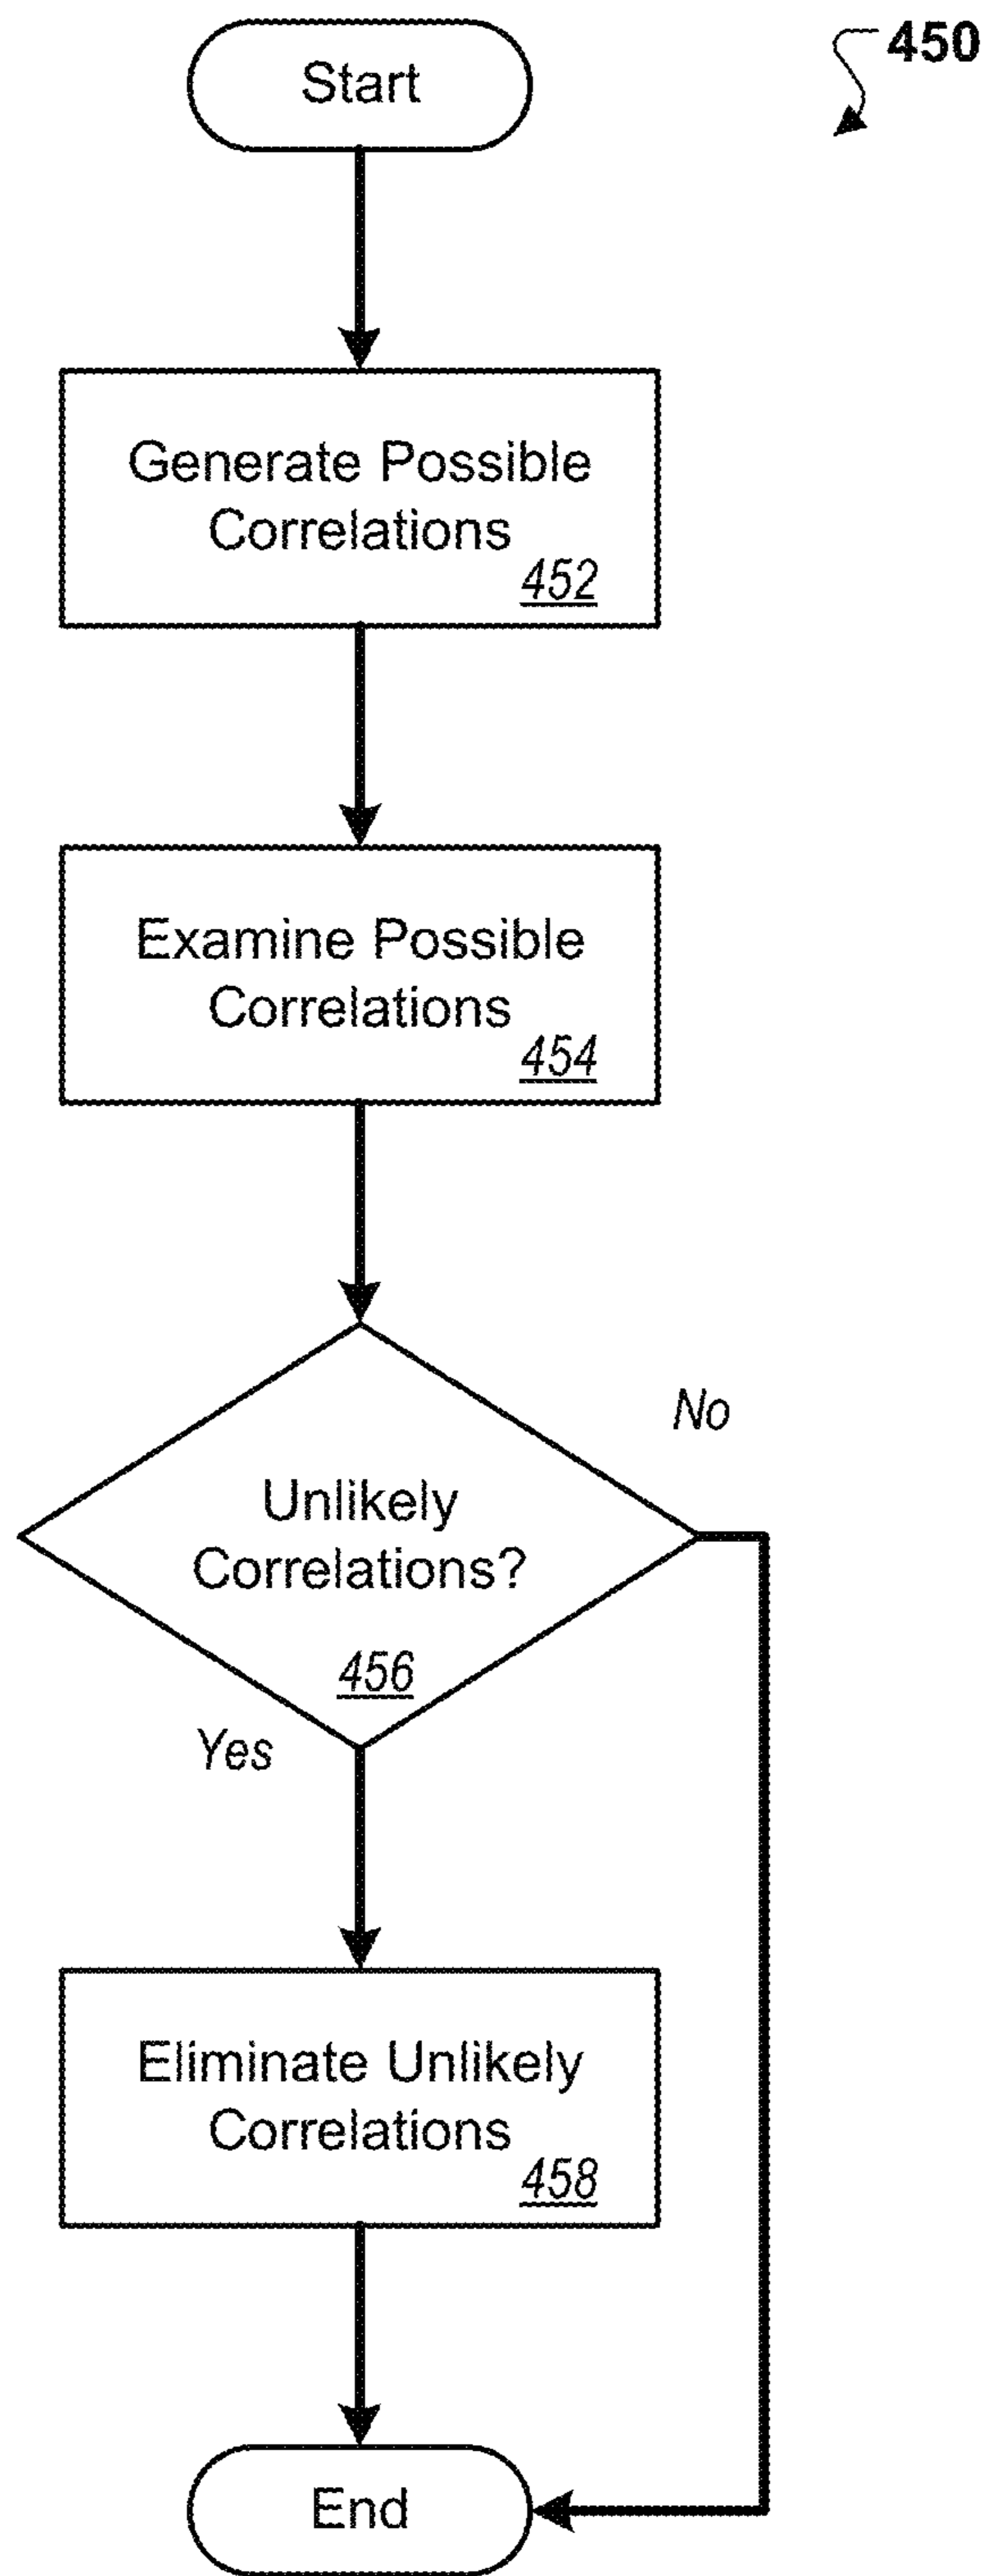 450
Start
Generate Possible
Correlations
452
Examine Possible
Correlations
454
No
Unlikely
Correlations?
456
Yes
Eliminate Unlikely
Correlations
458
End